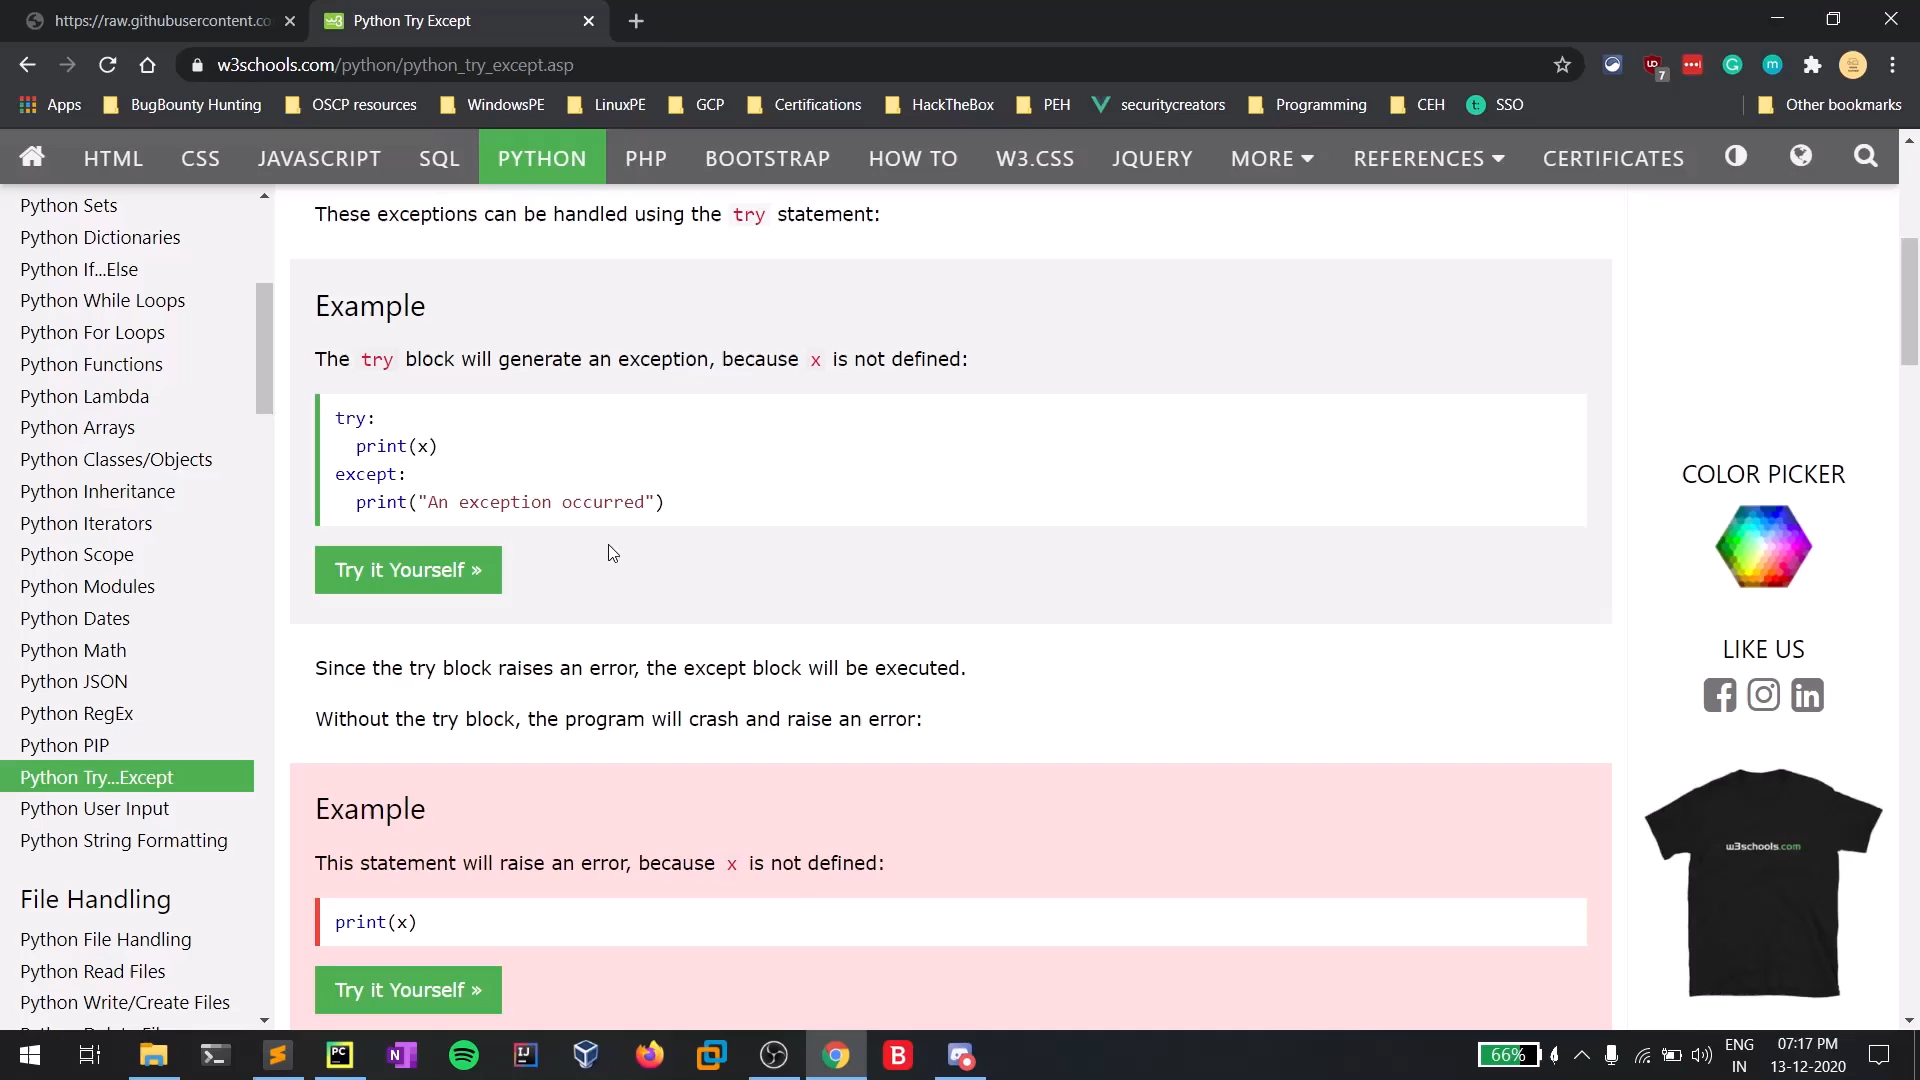 https://raw.githubusercontent.co
Python Try Except
w3schools.com/python/python_try_except.asp
7
Apps
BugBounty Hunting
OSCP resources
WindowsPE
LinuxPE
GCP
Certifications
HackTheBox
PEH
securitycreators
Programming
CEH
SSO
Other bookmarks
HTML
CSS
JAVASCRIPT
SQL
PYTHON
PHP
BOOTSTRAP
HOW TO
W3.CSS
JQUERY
MORE
REFERENCES
CERTIFICATES
Python Sets
Python Dictionaries
Python If...Else
Python While Loops
Python For Loops
Python Functions
Python Lambda
Python Arrays
Python Classes/Objects
Python Inheritance
Python Iterators
Python Scope
Python Modules
Python Dates
Python Math
Python JSON
Python RegEx
Python PIP
Python Try...Except
Python User Input
Python String Formatting
File Handling
Python File Handling
Python Read Files
Python Write/Create Files
These exceptions can be handled using the try statement:
Example
The try block will generate an exception, because x is not defined:
try:
print(x)
except:
print("An exception occurred")
Try it Yourself »
Since the try block raises an error, the except block will be executed.
Without the try block, the program will crash and raise an error:
Example
This statement will raise an error, because x is not defined:
print(x)
Try it Yourself »
COLOR PICKER
LIKE US
w3schools.com
66%
ENG
IN
07:17 PM
13-12-2020